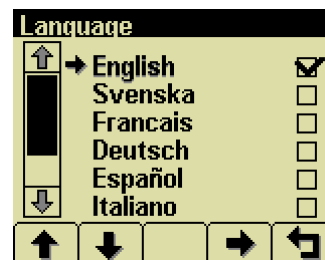 Language
English
Svenska
Francais
Deutsch
Español
Italiano